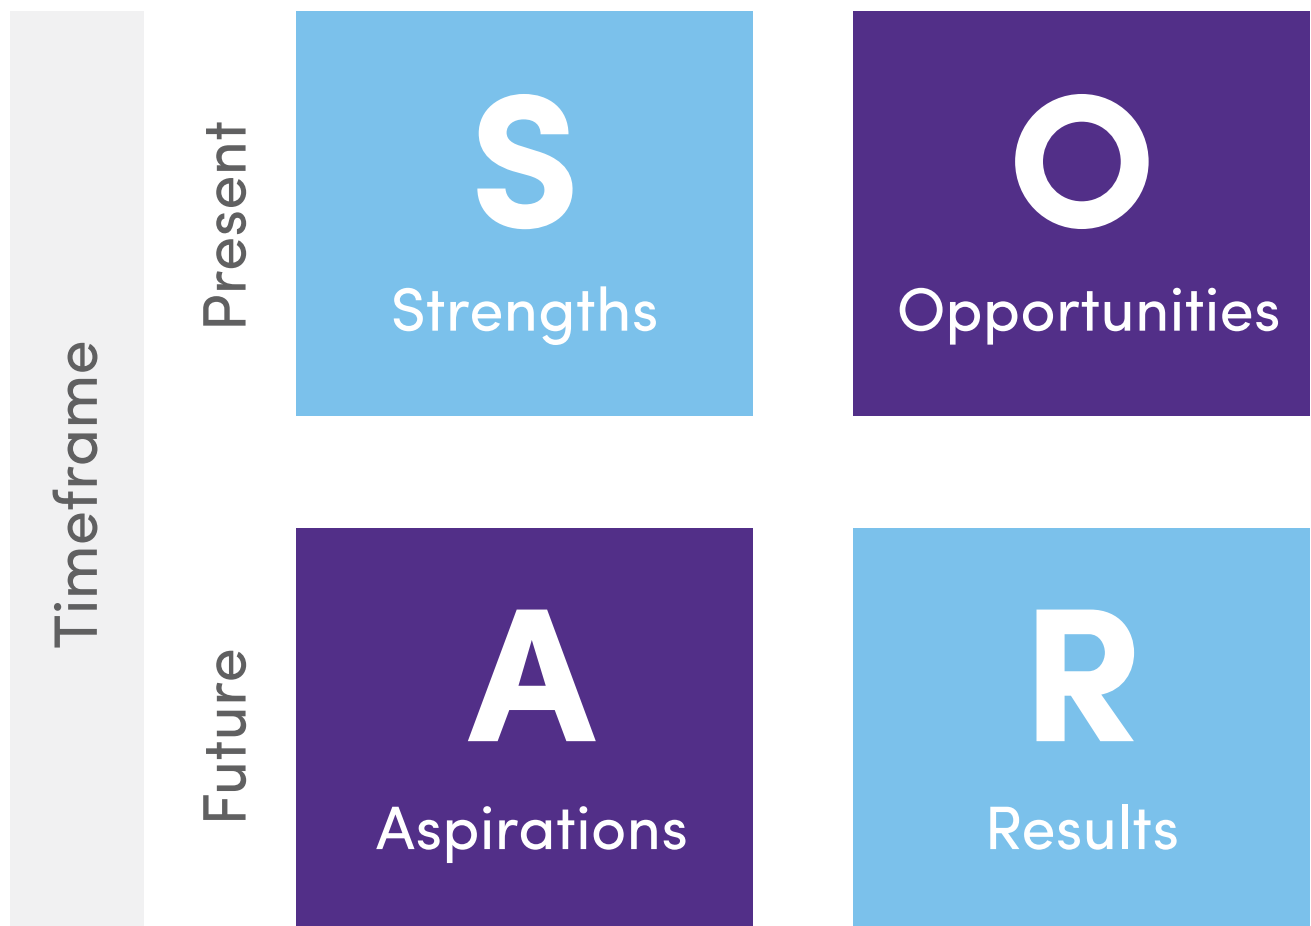 Timeframe
Present
S
Strengths
O
Opportunities
Future
A
Aspirations
R
Results